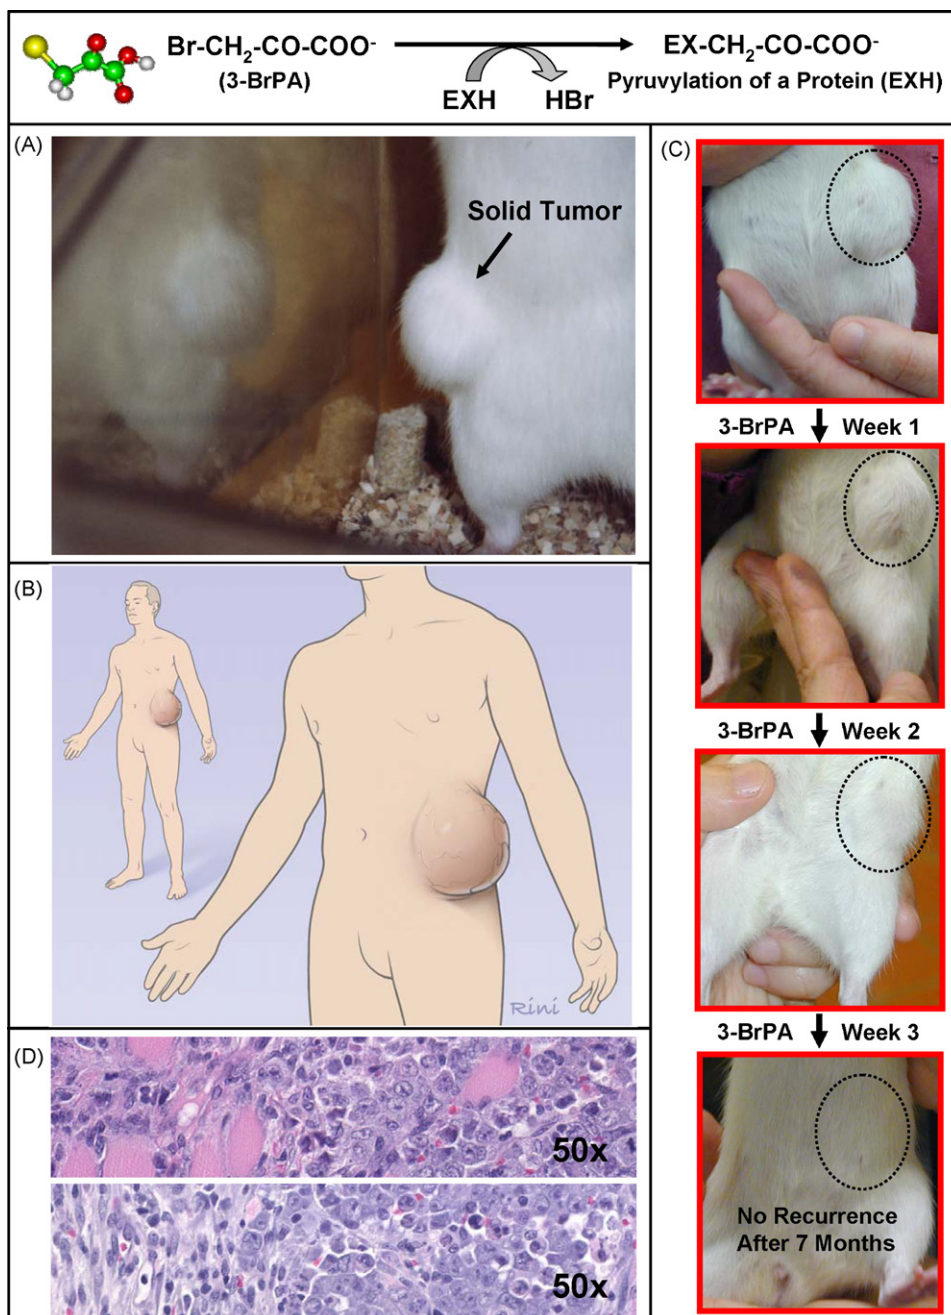 Br-CH₂-CO-COO⁻
(3-BrPA)
EXH
HBr
EX-CH₂-CO-COO⁻
Pyruvylation of a Protein (EXH)
(A)
Solid Tumor
(B)
Rini
(D)
50x
50x
(C)
3-BrPA Week 1
3-BrPA Week 2
3-BrPA Week 3
No Recurrence
After 7 Months